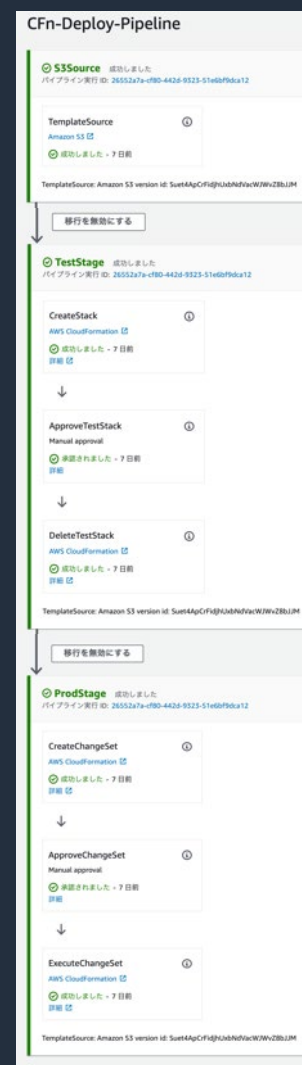 CFn-Deploy-Pipeline
S3Source 成功しました
パイプライン実行 ID: 26552a7a-cf80-442d-9323-51e6bf9dca12
TemplateSource
Amazon S3
成功しました - 7 日前
TemplateSource: Amazon S3 version id: Suet4ApCrFidjhUxbNdVacWJWvZ8bJJM
移行を無効にする
TestStage 成功しました
パイプライン実行 ID: 26552a7a-cf80-442d-9323-51e6bf9dca12
CreateStack
AWS CloudFormation
成功しました - 7 日前
詳細
ApproveTestStack
Manual approval
承認されました - 7 日前
詳細
DeleteTestStack
AWS CloudFormation
成功しました - 7 日前
詳細
TemplateSource: Amazon S3 version id: Suet4ApCrFidjhUxbNdVacWJWvZ8bJJM
移行を無効にする
ProdStage 成功しました
パイプライン実行 ID: 26552a7a-cf80-442d-9323-51e6bf9dca12
CreateChangeSet
AWS CloudFormation
成功しました - 7 日前
詳細
ApproveChangeSet
Manual approval
承認されました - 7 日前
詳細
ExecuteChangeSet
AWS CloudFormation
成功しました - 7 日前
詳細
TemplateSource: Amazon S3 version id: Suet4ApCrFidjhUxbNdVacWJWvZ8bJJM